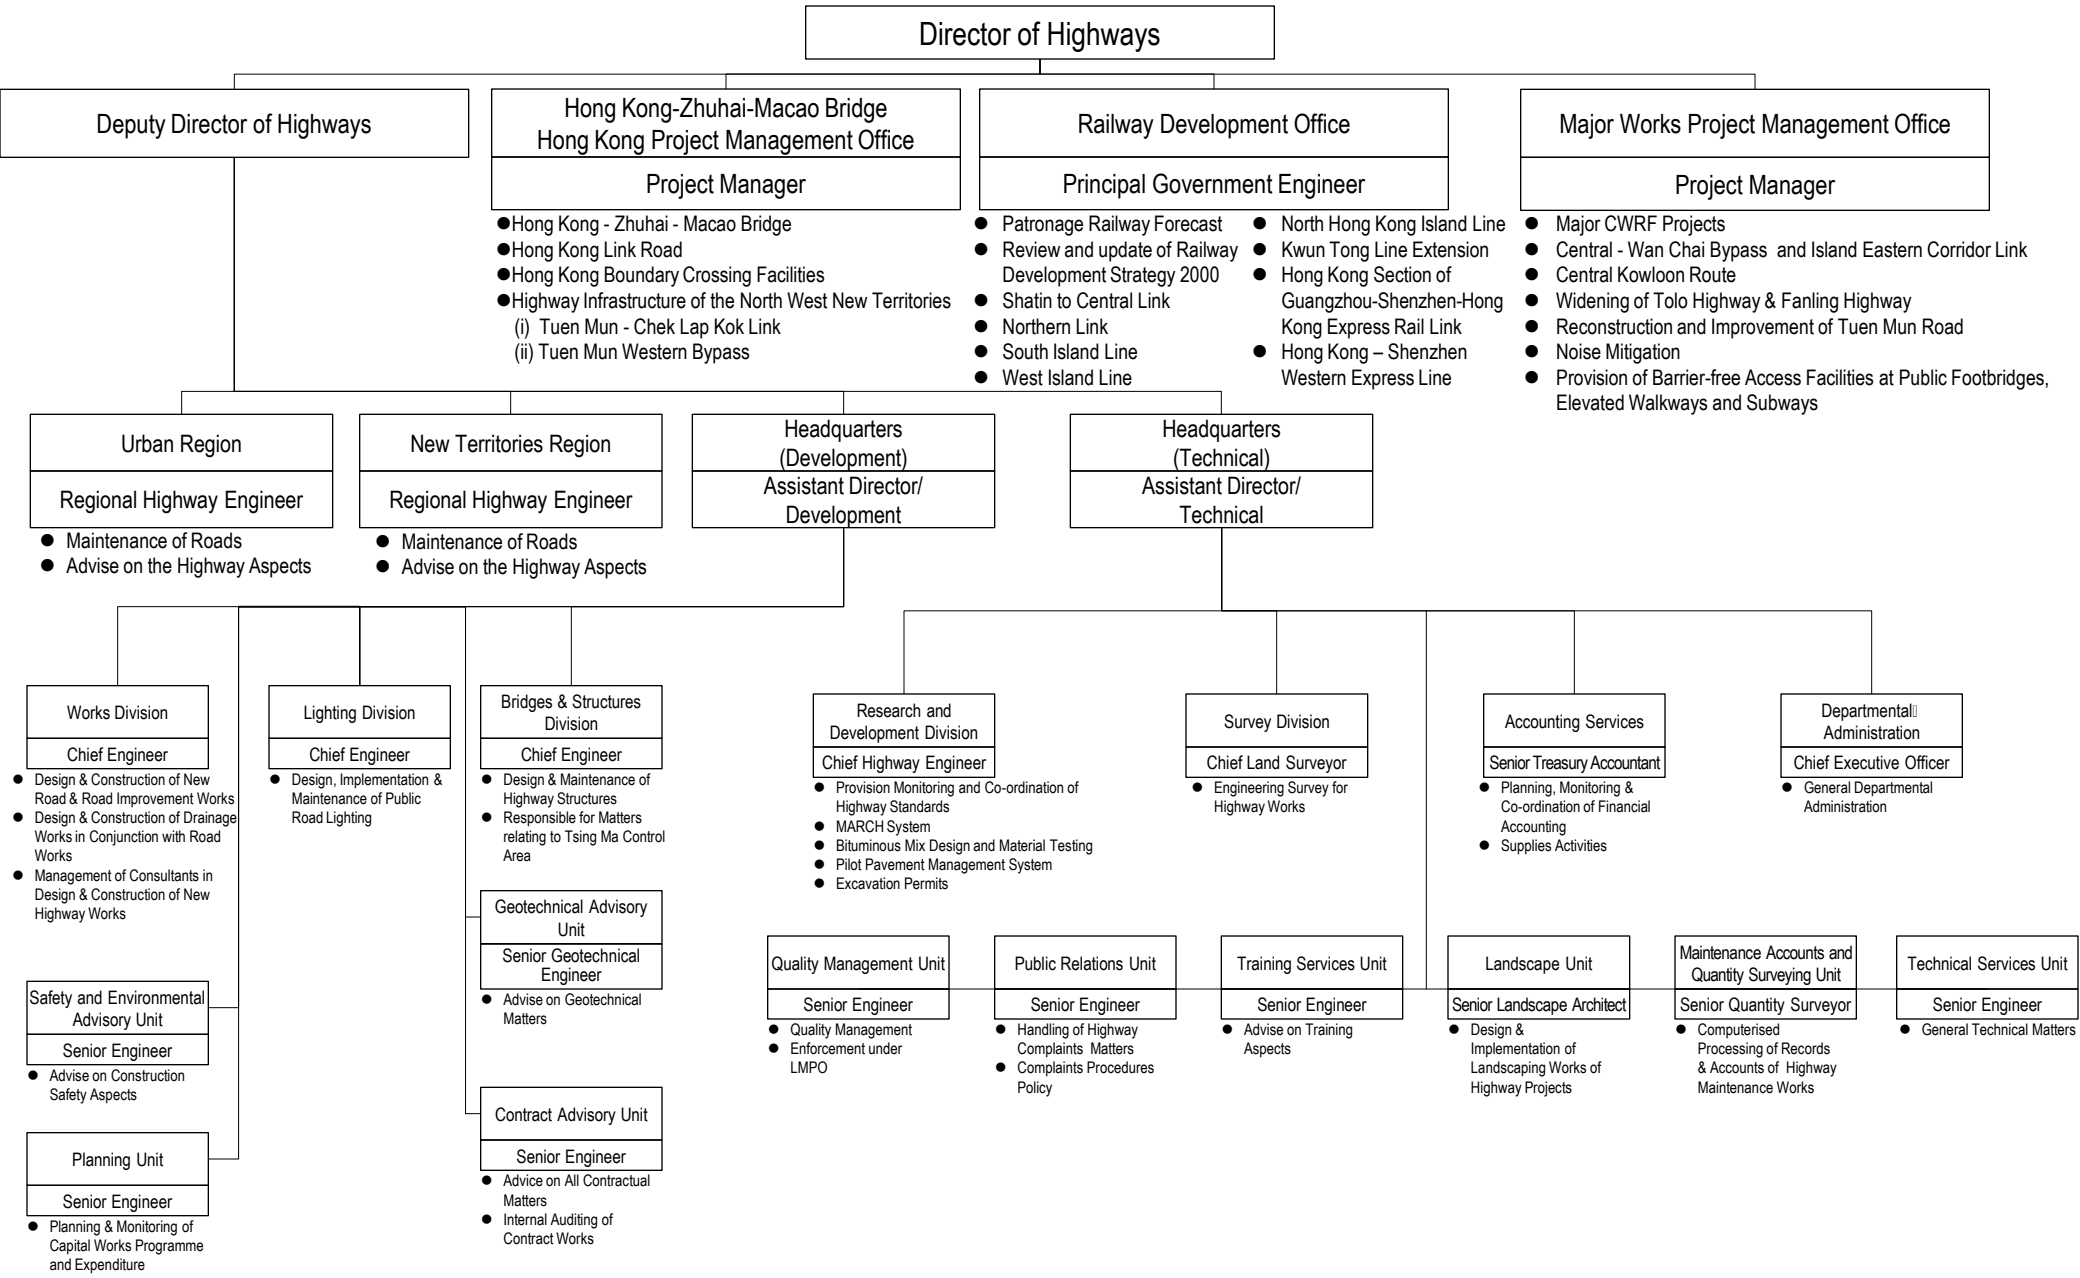 Director of Highways
Deputy Director of Highways
Hong Kong-Zhuhai-Macao Bridge
Hong Kong Project Management Office
Project Manager
● Hong Kong - Zhuhai - Macao Bridge
● Hong Kong Link Road
● Hong Kong Boundary Crossing Facilities
● Highway Infrastructure of the North West New Territories
(i) Tuen Mun - Chek Lap Kok Link
(ii) Tuen Mun Western Bypass
Railway Development Office
Principal Government Engineer
● Patronage Railway Forecast
● Review and update of Railway
Development Strategy 2000
● Shatin to Central Link
● Northern Link
● South Island Line
● West Island Line
● North Hong Kong Island Line
● Kwun Tong Line Extension
● Hong Kong Section of
Guangzhou-Shenzhen-Hong
Kong Express Rail Link
● Hong Kong – Shenzhen
Western Express Line
Major Works Project Management Office
Project Manager
● Major CWRF Projects
● Central - Wan Chai Bypass and Island Eastern Corridor Link
● Central Kowloon Route
● Widening of Tolo Highway & Fanling Highway
● Reconstruction and Improvement of Tuen Mun Road
● Noise Mitigation
● Provision of Barrier-free Access Facilities at Public Footbridges,
Elevated Walkways and Subways
Urban Region
Regional Highway Engineer
● Maintenance of Roads
● Advise on the Highway Aspects
New Territories Region
Regional Highway Engineer
● Maintenance of Roads
● Advise on the Highway Aspects
Headquarters
(Development)
Assistant Director/
Development
Headquarters
(Technical)
Assistant Director/
Technical
Works Division
Chief Engineer
● Design & Construction of New
Road & Road Improvement Works
● Design & Construction of Drainage
Works in Conjunction with Road
Works
● Management of Consultants in
Design & Construction of New
Highway Works
Lighting Division
Chief Engineer
● Design, Implementation &
Maintenance of Public
Road Lighting
Bridges & Structures
Division
Chief Engineer
● Design & Maintenance of
Highway Structures
● Responsible for Matters
relating to Tsing Ma Control
Area
Geotechnical Advisory
Unit
Senior Geotechnical
Engineer
● Advise on Geotechnical
Matters
Safety and Environmental
Advisory Unit
Senior Engineer
● Advise on Construction
Safety Aspects
Contract Advisory Unit
Senior Engineer
● Advice on All Contractual
Matters
● Internal Auditing of
Contract Works
Planning Unit
Senior Engineer
● Planning & Monitoring of
Capital Works Programme
and Expenditure
Research and
Development Division
Chief Highway Engineer
● Provision Monitoring and Co-ordination of
Highway Standards
● MARCH System
● Bituminous Mix Design and Material Testing
● Pilot Pavement Management System
● Excavation Permits
Survey Division
Chief Land Surveyor
● Engineering Survey for
Highway Works
Accounting Services
Senior Treasury Accountant
● Planning, Monitoring &
Co-ordination of Financial
Accounting
● Supplies Activities
Departmental
Administration
Chief Executive Officer
● General Departmental
Administration
Quality Management Unit
Senior Engineer
● Quality Management
● Enforcement under
LMPO
Public Relations Unit
Senior Engineer
● Handling of Highway
Complaints Matters
● Complaints Procedures
Policy
Training Services Unit
Senior Engineer
● Advise on Training
Aspects
Landscape Unit
Senior Landscape Architect
● Design &
Implementation of
Landscaping Works of
Highway Projects
Maintenance Accounts and
Quantity Surveying Unit
Senior Quantity Surveyor
● Computerised
Processing of Records
& Accounts of Highway
Maintenance Works
Technical Services Unit
Senior Engineer
● General Technical Matters